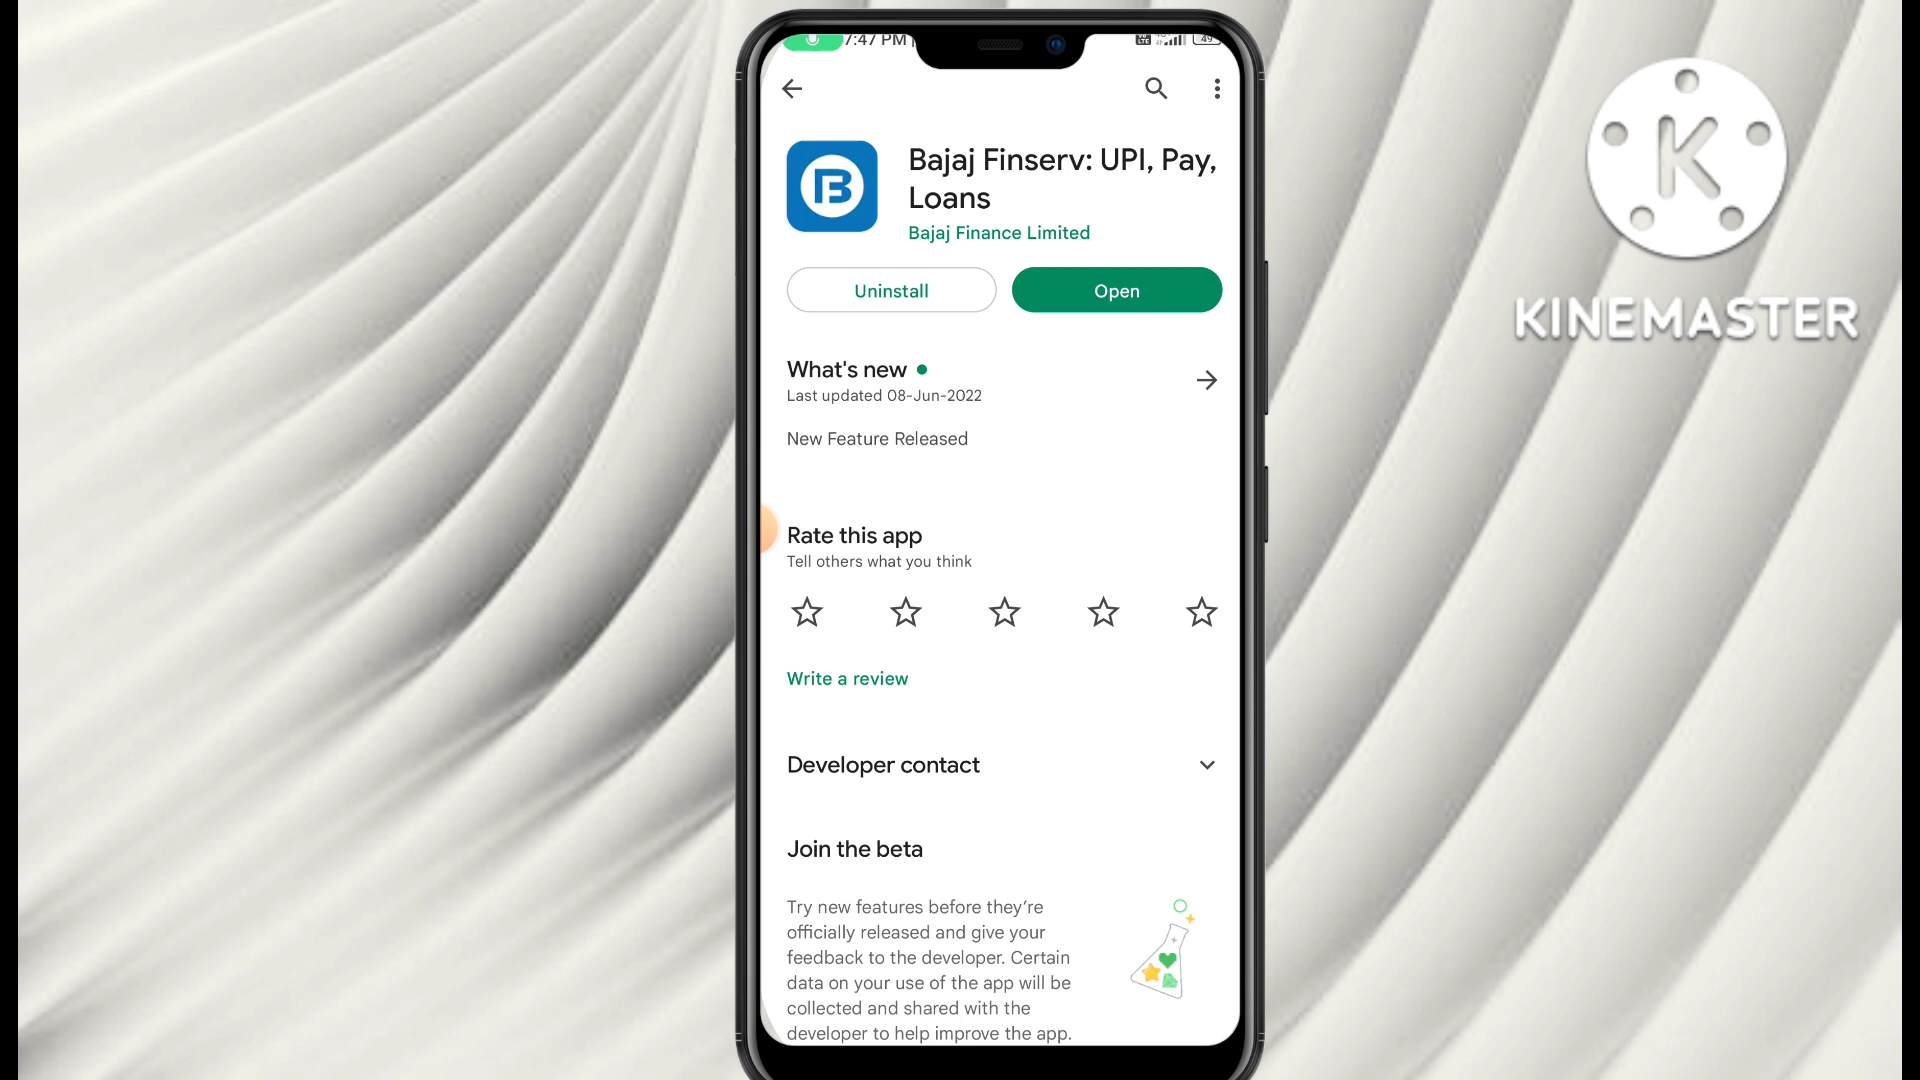 7:47 PM
49
Bajaj Finserv: UPI, Pay,
Loans
Bajaj Finance Limited
Uninstall
Open
What's new
Last updated 08-Jun-2022
New Feature Released
Rate this app
Tell others what you think
Write a review
Developer contact
Join the beta
Try new features before they’re
officially released and give your
feedback to the developer. Certain
data on your use of the app will be
collected and shared with the
developer to help improve the app.
K
KINEMASTER